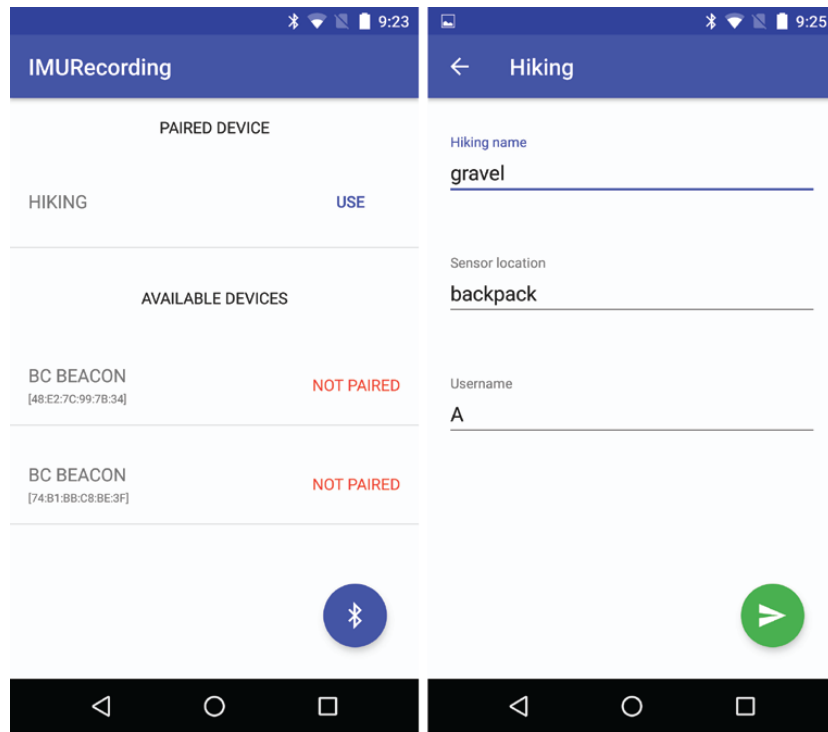 9:23
IMURecording
PAIRED DEVICE
HIKING USE
AVAILABLE DEVICES
BC BEACON
[48:E2:7C:99:7B:34]
NOT PAIRED
BC BEACON
[74:B1:BB:C8:BE:3F]
NOT PAIRED
9:25
Hiking
Hiking name
gravel
Sensor location
backpack
Username
A